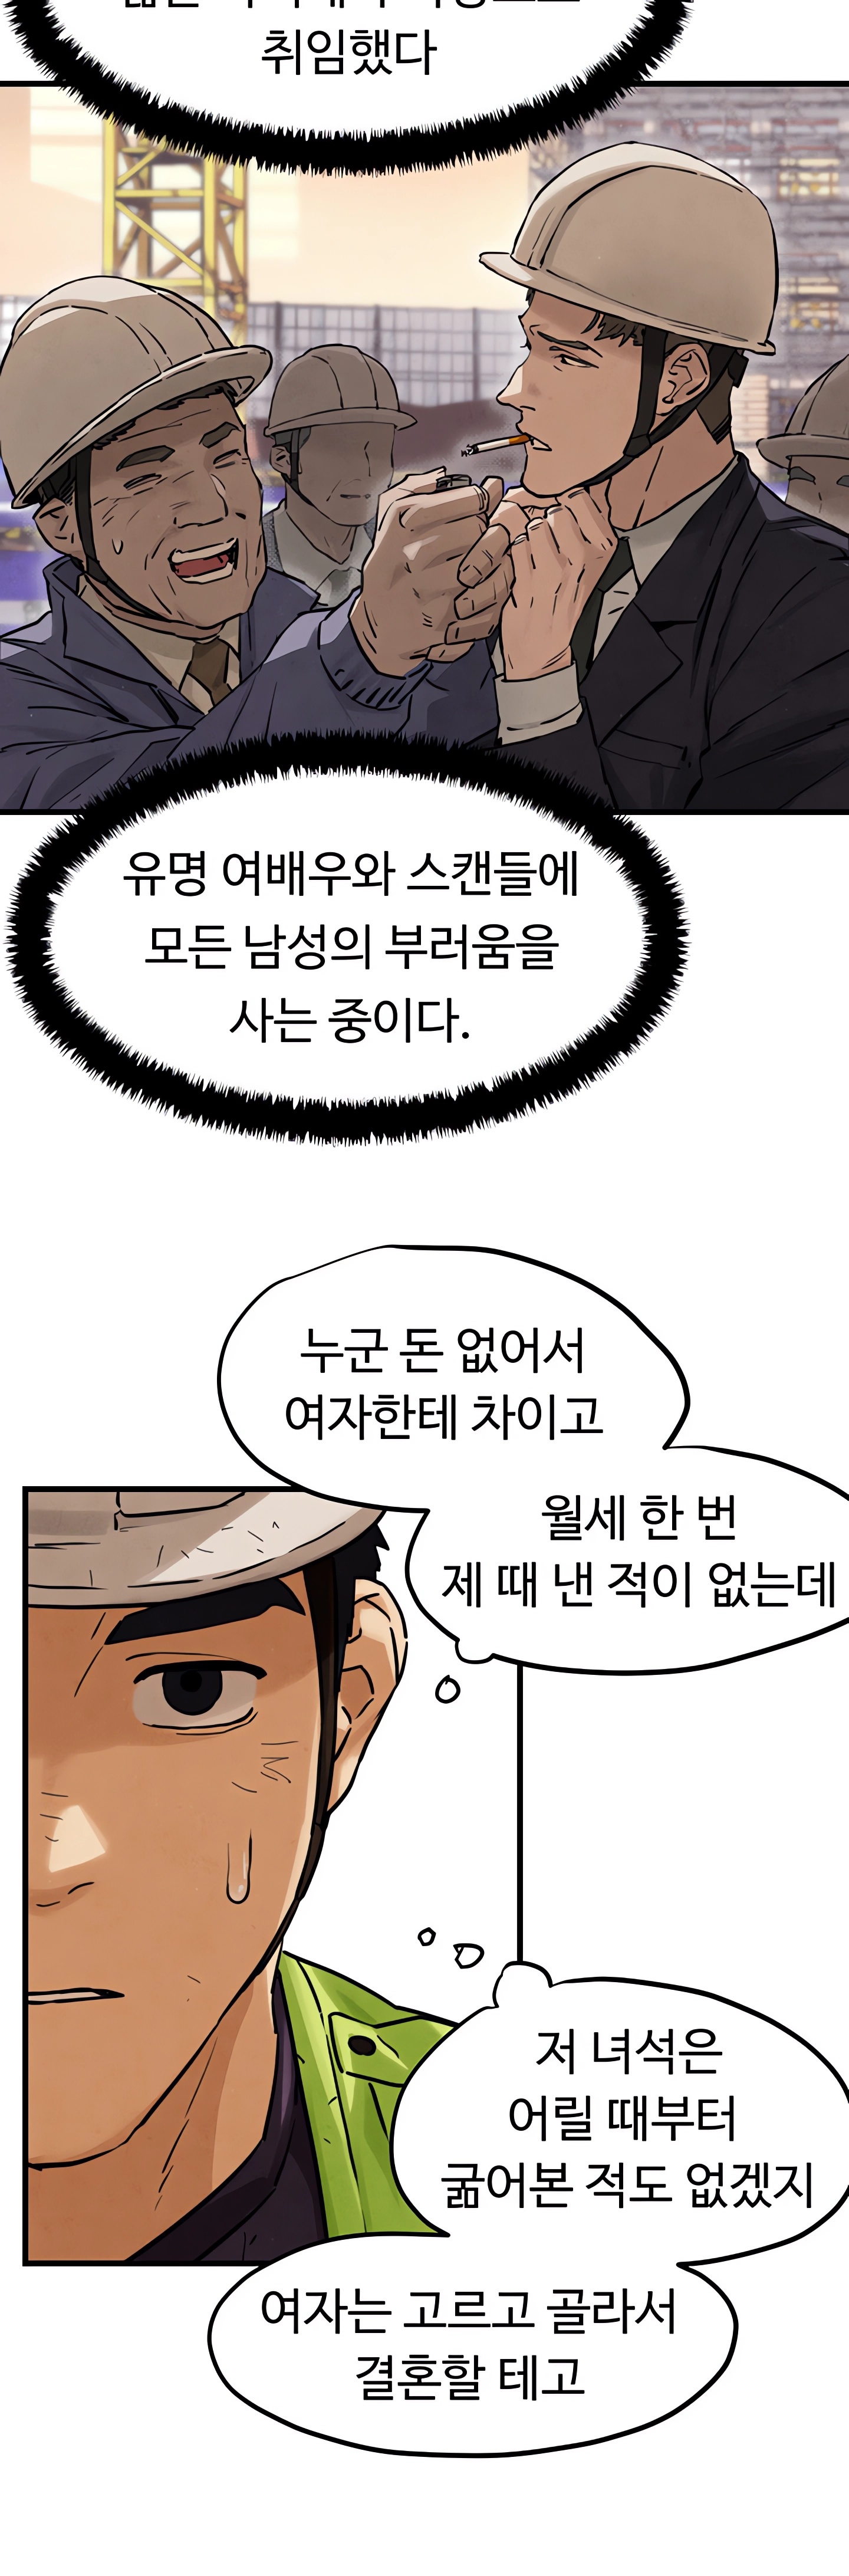 취임했다
유명 여배우와 스캔들에
모든 남성의 부러움을
사는 중이다.
누군 돈 없어서
여자한테 차이고
월세 한 번
제 때 낸 적이 없는데
저 녀석은
어릴 때부터
굶어본 적도 없겠지
여자는 고르고 골라서
결혼할 테고